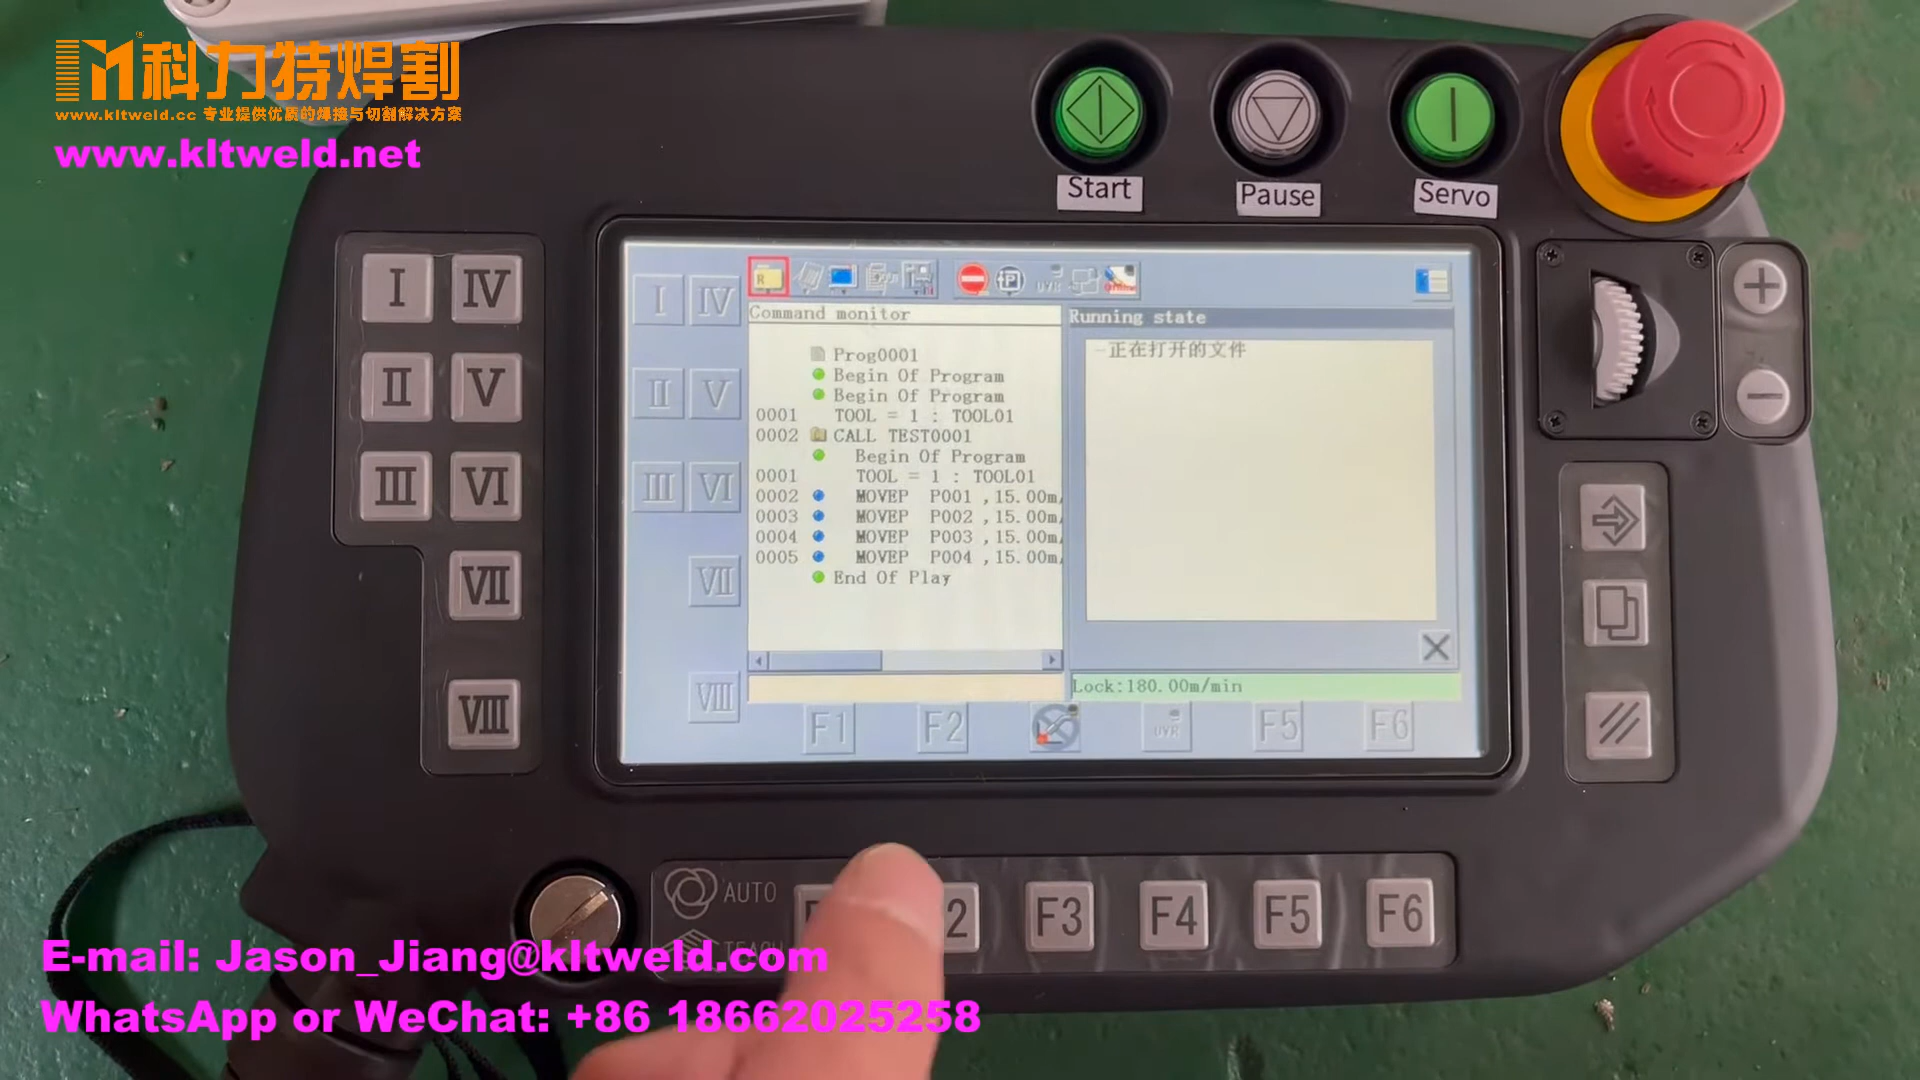 科力特焊割
www.kltweld.cc 专业提供优质的焊接与切割解决方案
www.kltweld.net
Start
Pause
Servo
I IV
II V
III VI
VII
VIII
I IV
II V
III VI
VII
VIII
Command monitor
Prog0001
Begin Of Program
Begin Of Program
0001 TOOL = 1 : TOOL01
0002 CALL TEST0001
Begin Of Program
0001 TOOL = 1 : TOOL01
0002 MOVEP P001 ,15.00m/
0003 MOVEP P002 ,15.00m/
0004 MOVEP P003 ,15.00m/
0005 MOVEP P004 ,15.00m/
End Of Play
Running state
正在打开的文件
Lock:180.00m/min
F1 F2 UVR F5 F6
AUTO
TEACH
2 F3 F4 F5 F6
E-mail: Jason_Jiang@kltweld.com
WhatsApp or WeChat: +86 18662025258